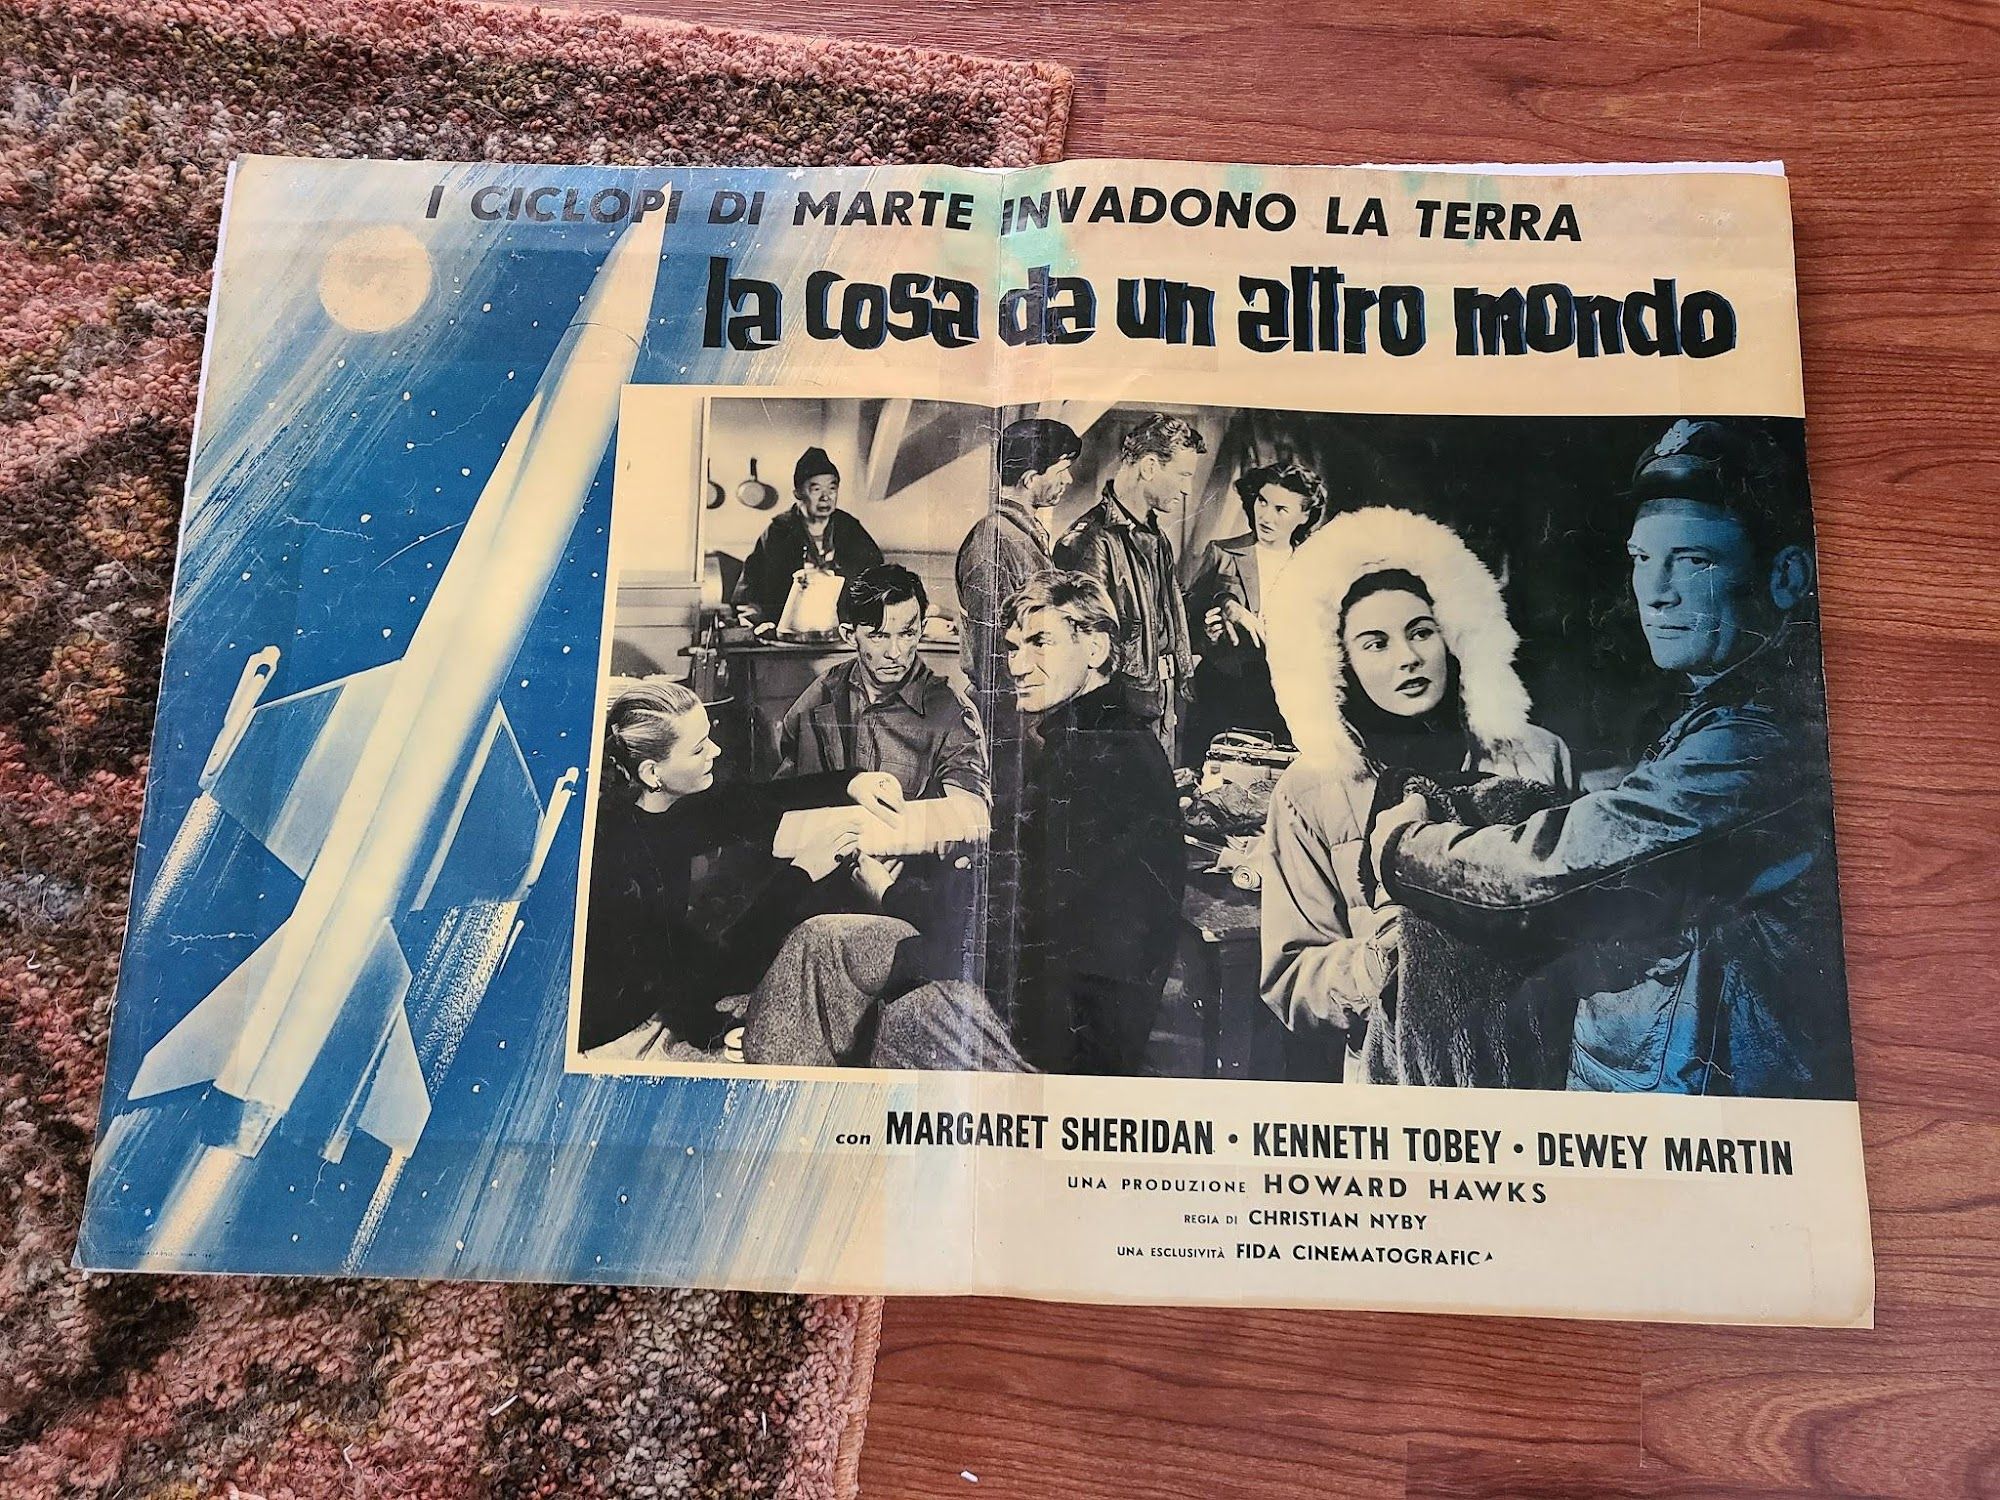 I CICLOPI DI MARTE INVADONO LA TERRA
la cosa da un altro mondo
con MARGARET SHERIDAN • KENNETH TOBEY • DEWEY MARTIN
UNA PRODUZIONE HOWARD HAWKS
REGIA DI CHRISTIAN NYBY
UNA ESCLUSIVITÀ FIDA CINEMATOGRAFICA